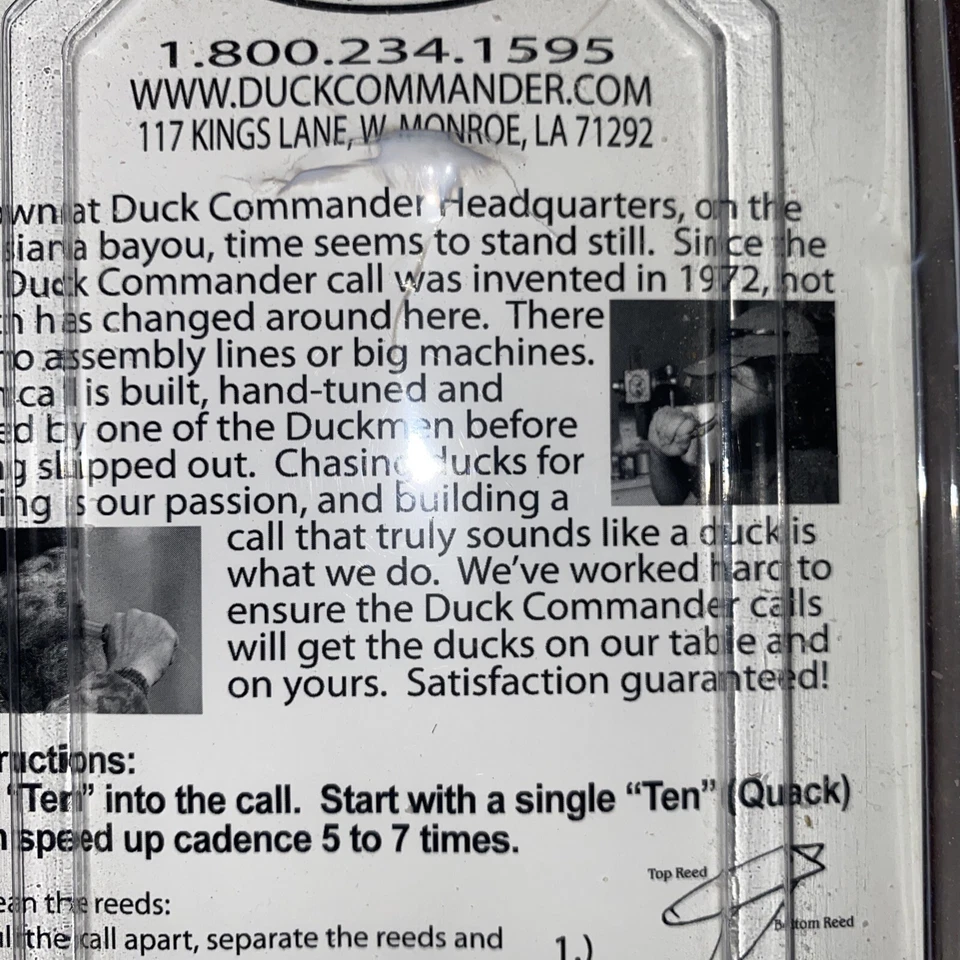 1.800.234.1595
WWW.DUCKCOMMANDER.COM
117 KINGS LANE, W. MONROE, LA 71292
at Duck Commander Headquarters, on the
bayou, time seems to stand still. Since the
Duck Commander call was invented in 1972, not
has changed around here. There
assembly lines or big machines.
call is built, hand-tuned and
by one of the Duckmen before
shipped out. Chasing ducks for
is our passion, and building a
call that truly sounds like a duck is
what we do. We've worked hard to
ensure the Duck Commander calls
will get the ducks on our table and
on yours. Satisfaction guaranteed!
"Ten" into the call. Start with a single "Ten" (Quack)
speed up cadence 5 to 7 times.
Top Reed
Bottom Reed
the reeds:
the call apart, separate the reeds and
1.)